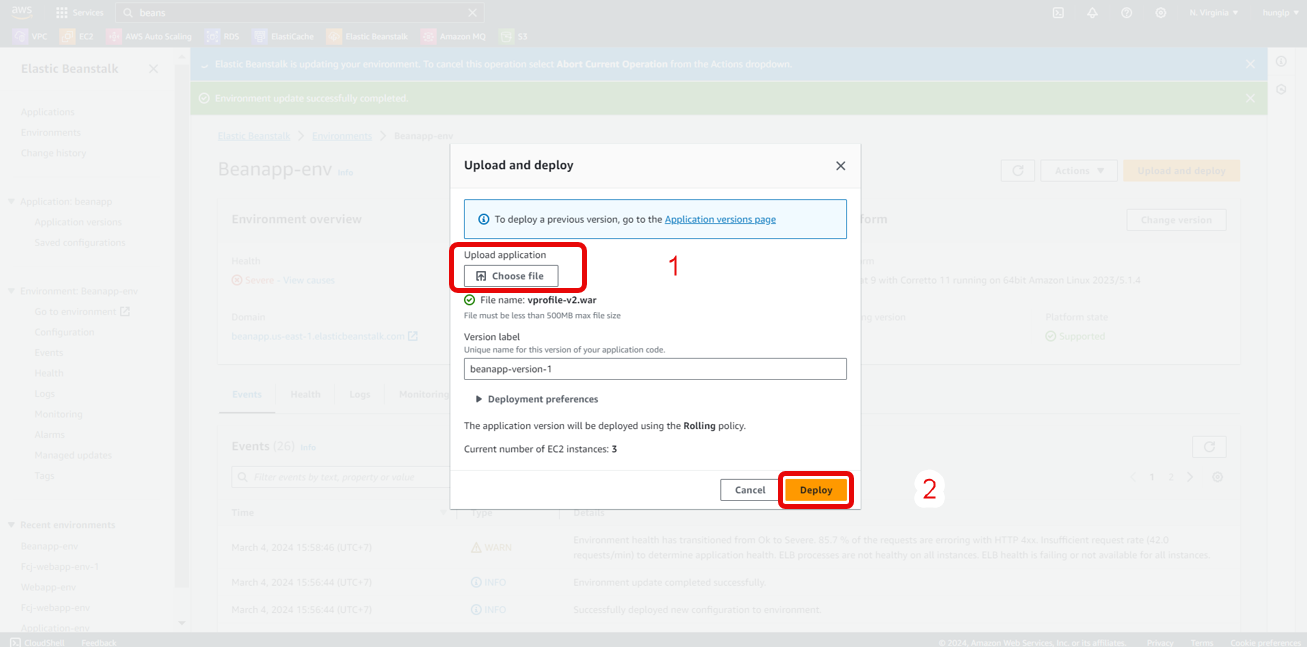 aws
Services
beans
N. Virginia
hunglp
VPC
EC2
AWS Auto Scaling
RDS
ElastiCache
Elastic Beanstalk
Amazon MQ
S3
Elastic Beanstalk
Applications
Environments
Change history
Application: beanapp
Application versions
Saved configurations
Environment: Beanapp-env
Go to environment
Configuration
Events
Health
Logs
Monitoring
Alarms
Managed updates
Tags
Recent environments
Beanapp-env
Fcj-webapp-env-1
Webapp-env
Fcj-webapp-env
Application-env
Elastic Beanstalk is updating your environment. To cancel this operation select Abort Current Operation from the Actions dropdown.
Environment update successfully completed.
Elastic Beanstalk > Environments > Beanapp-env
Beanapp-env Info
Actions
Upload and deploy
Environment overview
form
Change version
Health
rm
Severe - View causes
t 9 with Corretto 11 running on 64bit Amazon Linux 2023/5.1.4
Domain
ing version
Platform state
beanapp.us-east-1.elasticbeanstalk.com
Supported
Events
Health
Logs
Monitoring
Events (26) Info
Filter events by text, property or value
1 2
Time
Type
Details
March 4, 2024 15:58:46 (UTC+7)
WARN
Environment health has transitioned from Ok to Severe. 85.7 % of the requests are erroring with HTTP 4xx. Insufficient request rate (42.0
requests/min) to determine application health. ELB processes are not healthy on all instances. ELB health is failing or not available for all instances.
March 4, 2024 15:56:44 (UTC+7)
INFO
Environment update completed successfully.
March 4, 2024 15:56:44 (UTC+7)
INFO
Successfully deployed new configuration to environment.
Upload and deploy
To deploy a previous version, go to the Application versions page
Upload application
1
Choose file
File name: vprofile-v2.war
File must be less than 500MB max file size
Version label
Unique name for this version of your application code.
beanapp-version-1
Deployment preferences
The application version will be deployed using the Rolling policy.
Current number of EC2 instances: 3
Cancel
Deploy
2
CloudShell
Feedback
© 2024, Amazon Web Services, Inc. or its affiliates.
Privacy
Terms
Cookie preferences